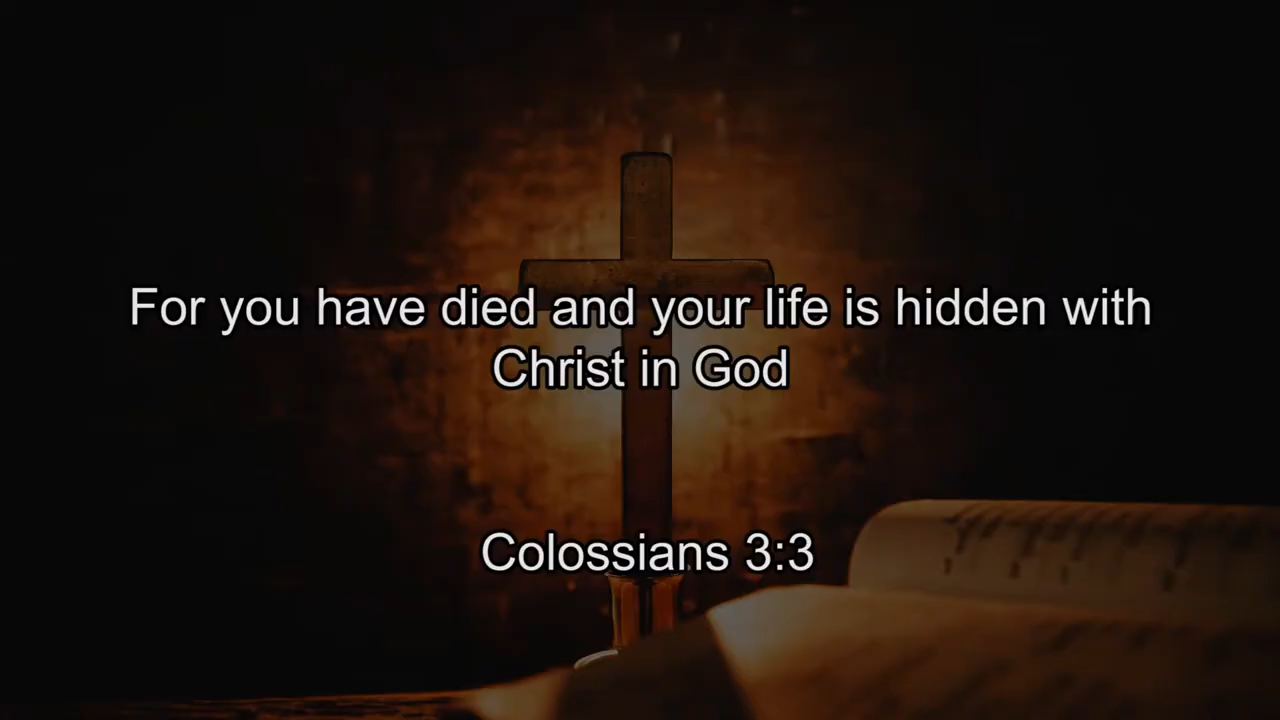 For you have died and your life is hidden with
Christ in God
Colossians 3:3